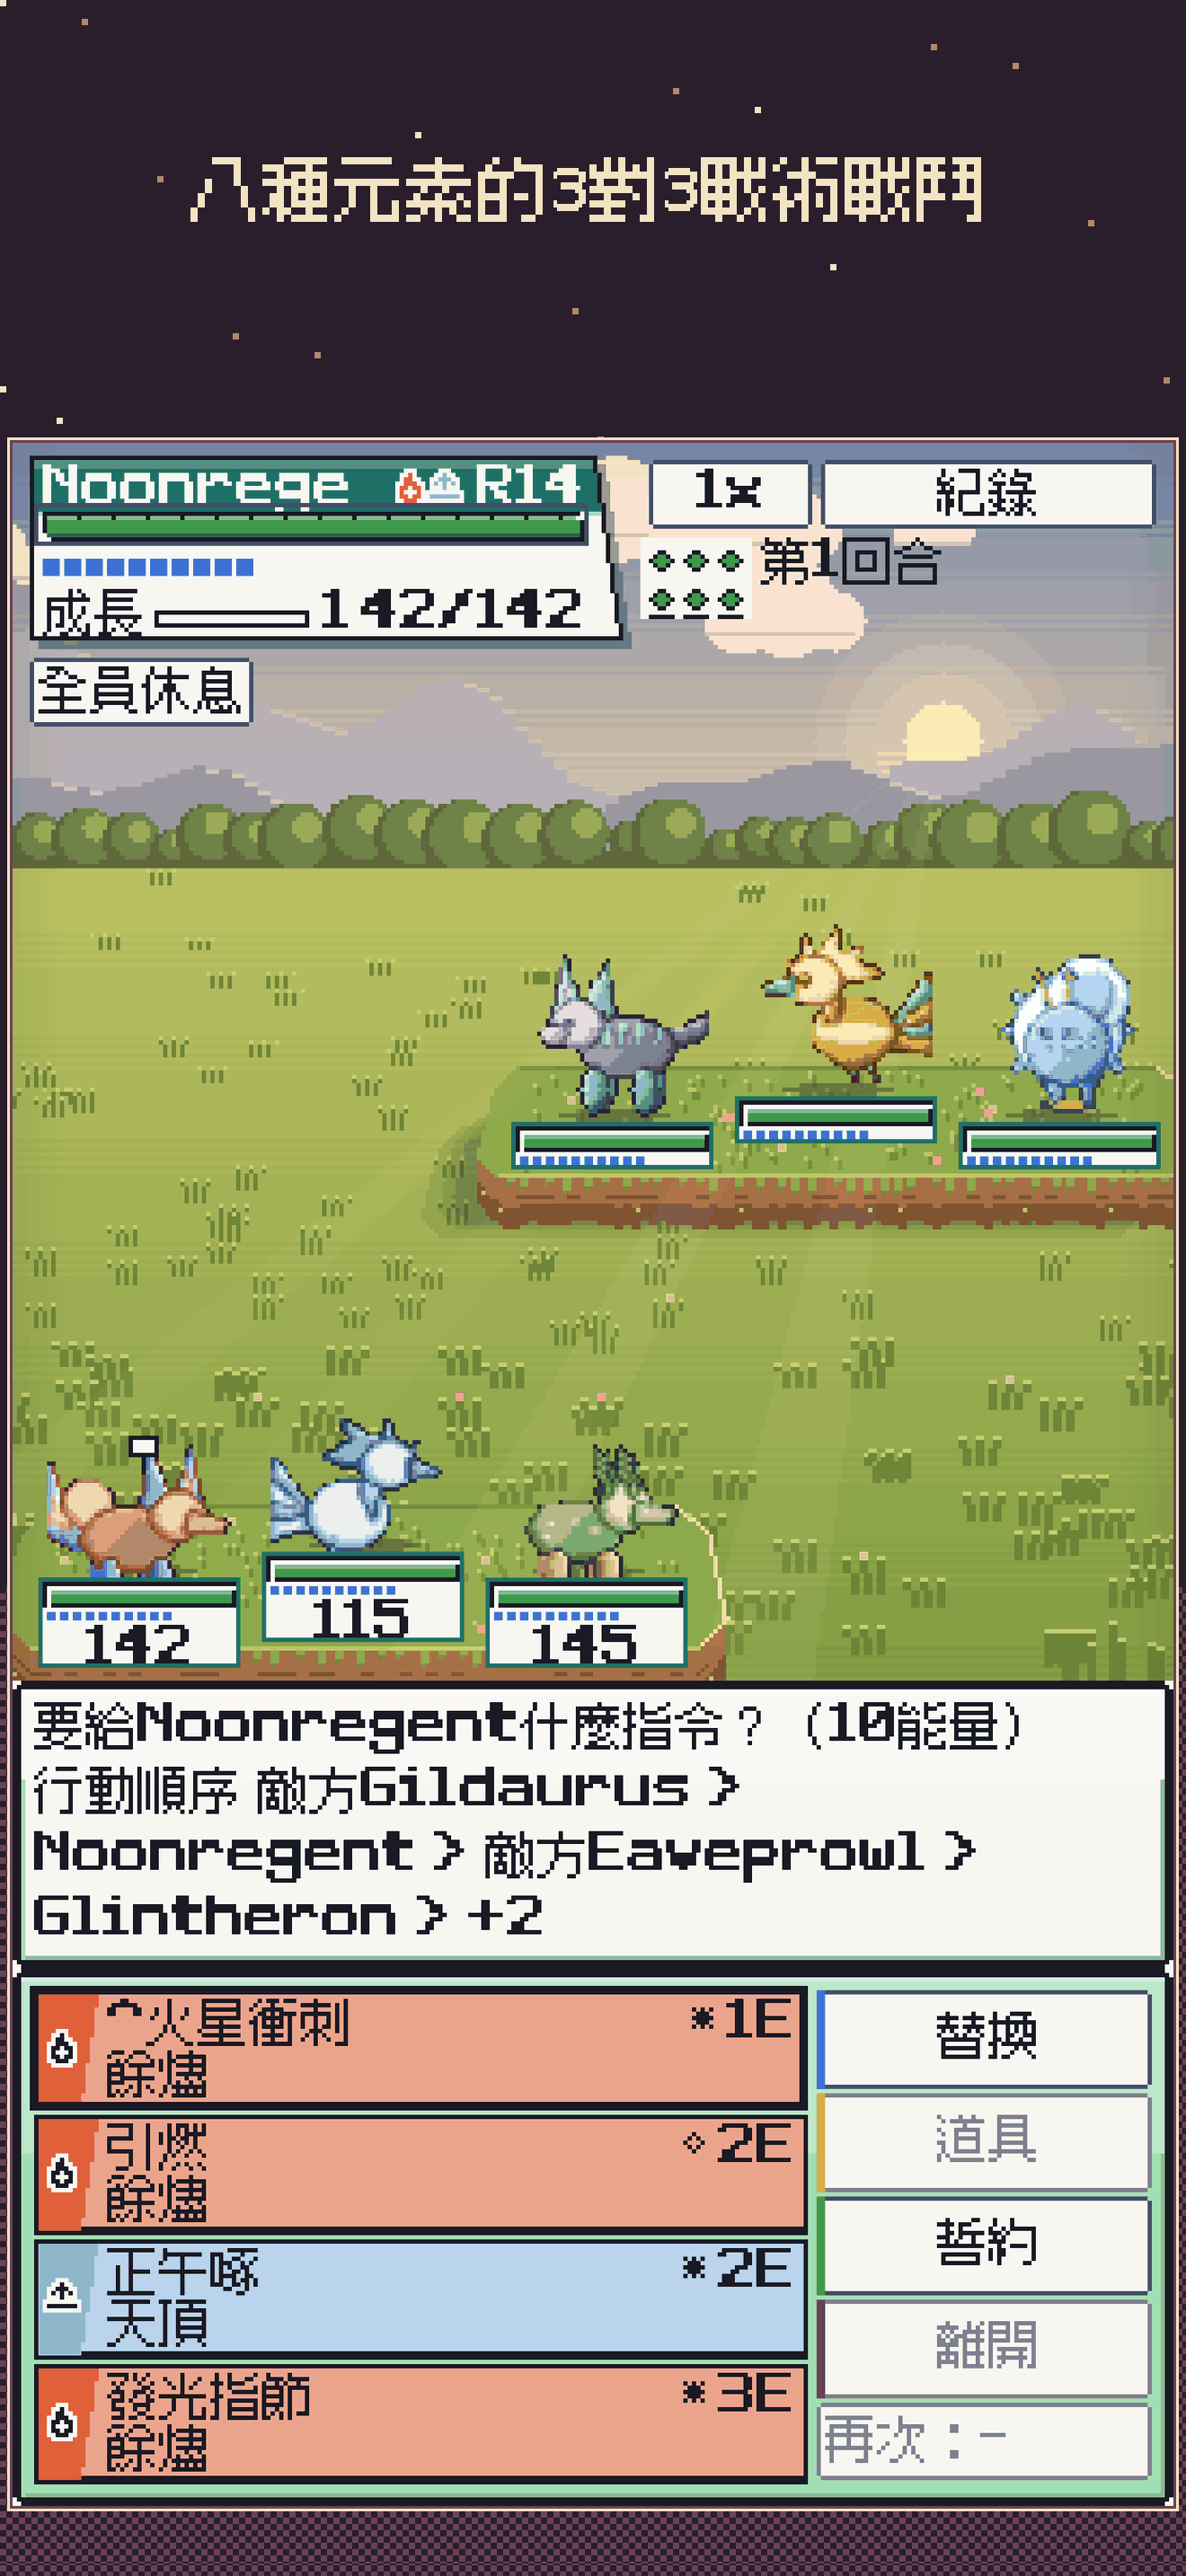 八種元素的3對3戰術戰鬥
Noonrege R14
1x
紀錄
第1回合
成長 142/142
全員休息
142
115
145
要給Noonregent什麼指令？（10能量）
行動順序 敵方Gildaurus >
Noonregent > 敵方Eaveprowl >
Glintheron > +2
火星衝刺 1E
餘燼
引燃 2E
餘燼
正午啄 2E
天頂
發光指節 3E
餘燼
替換
道具
誓約
離開
再次：-